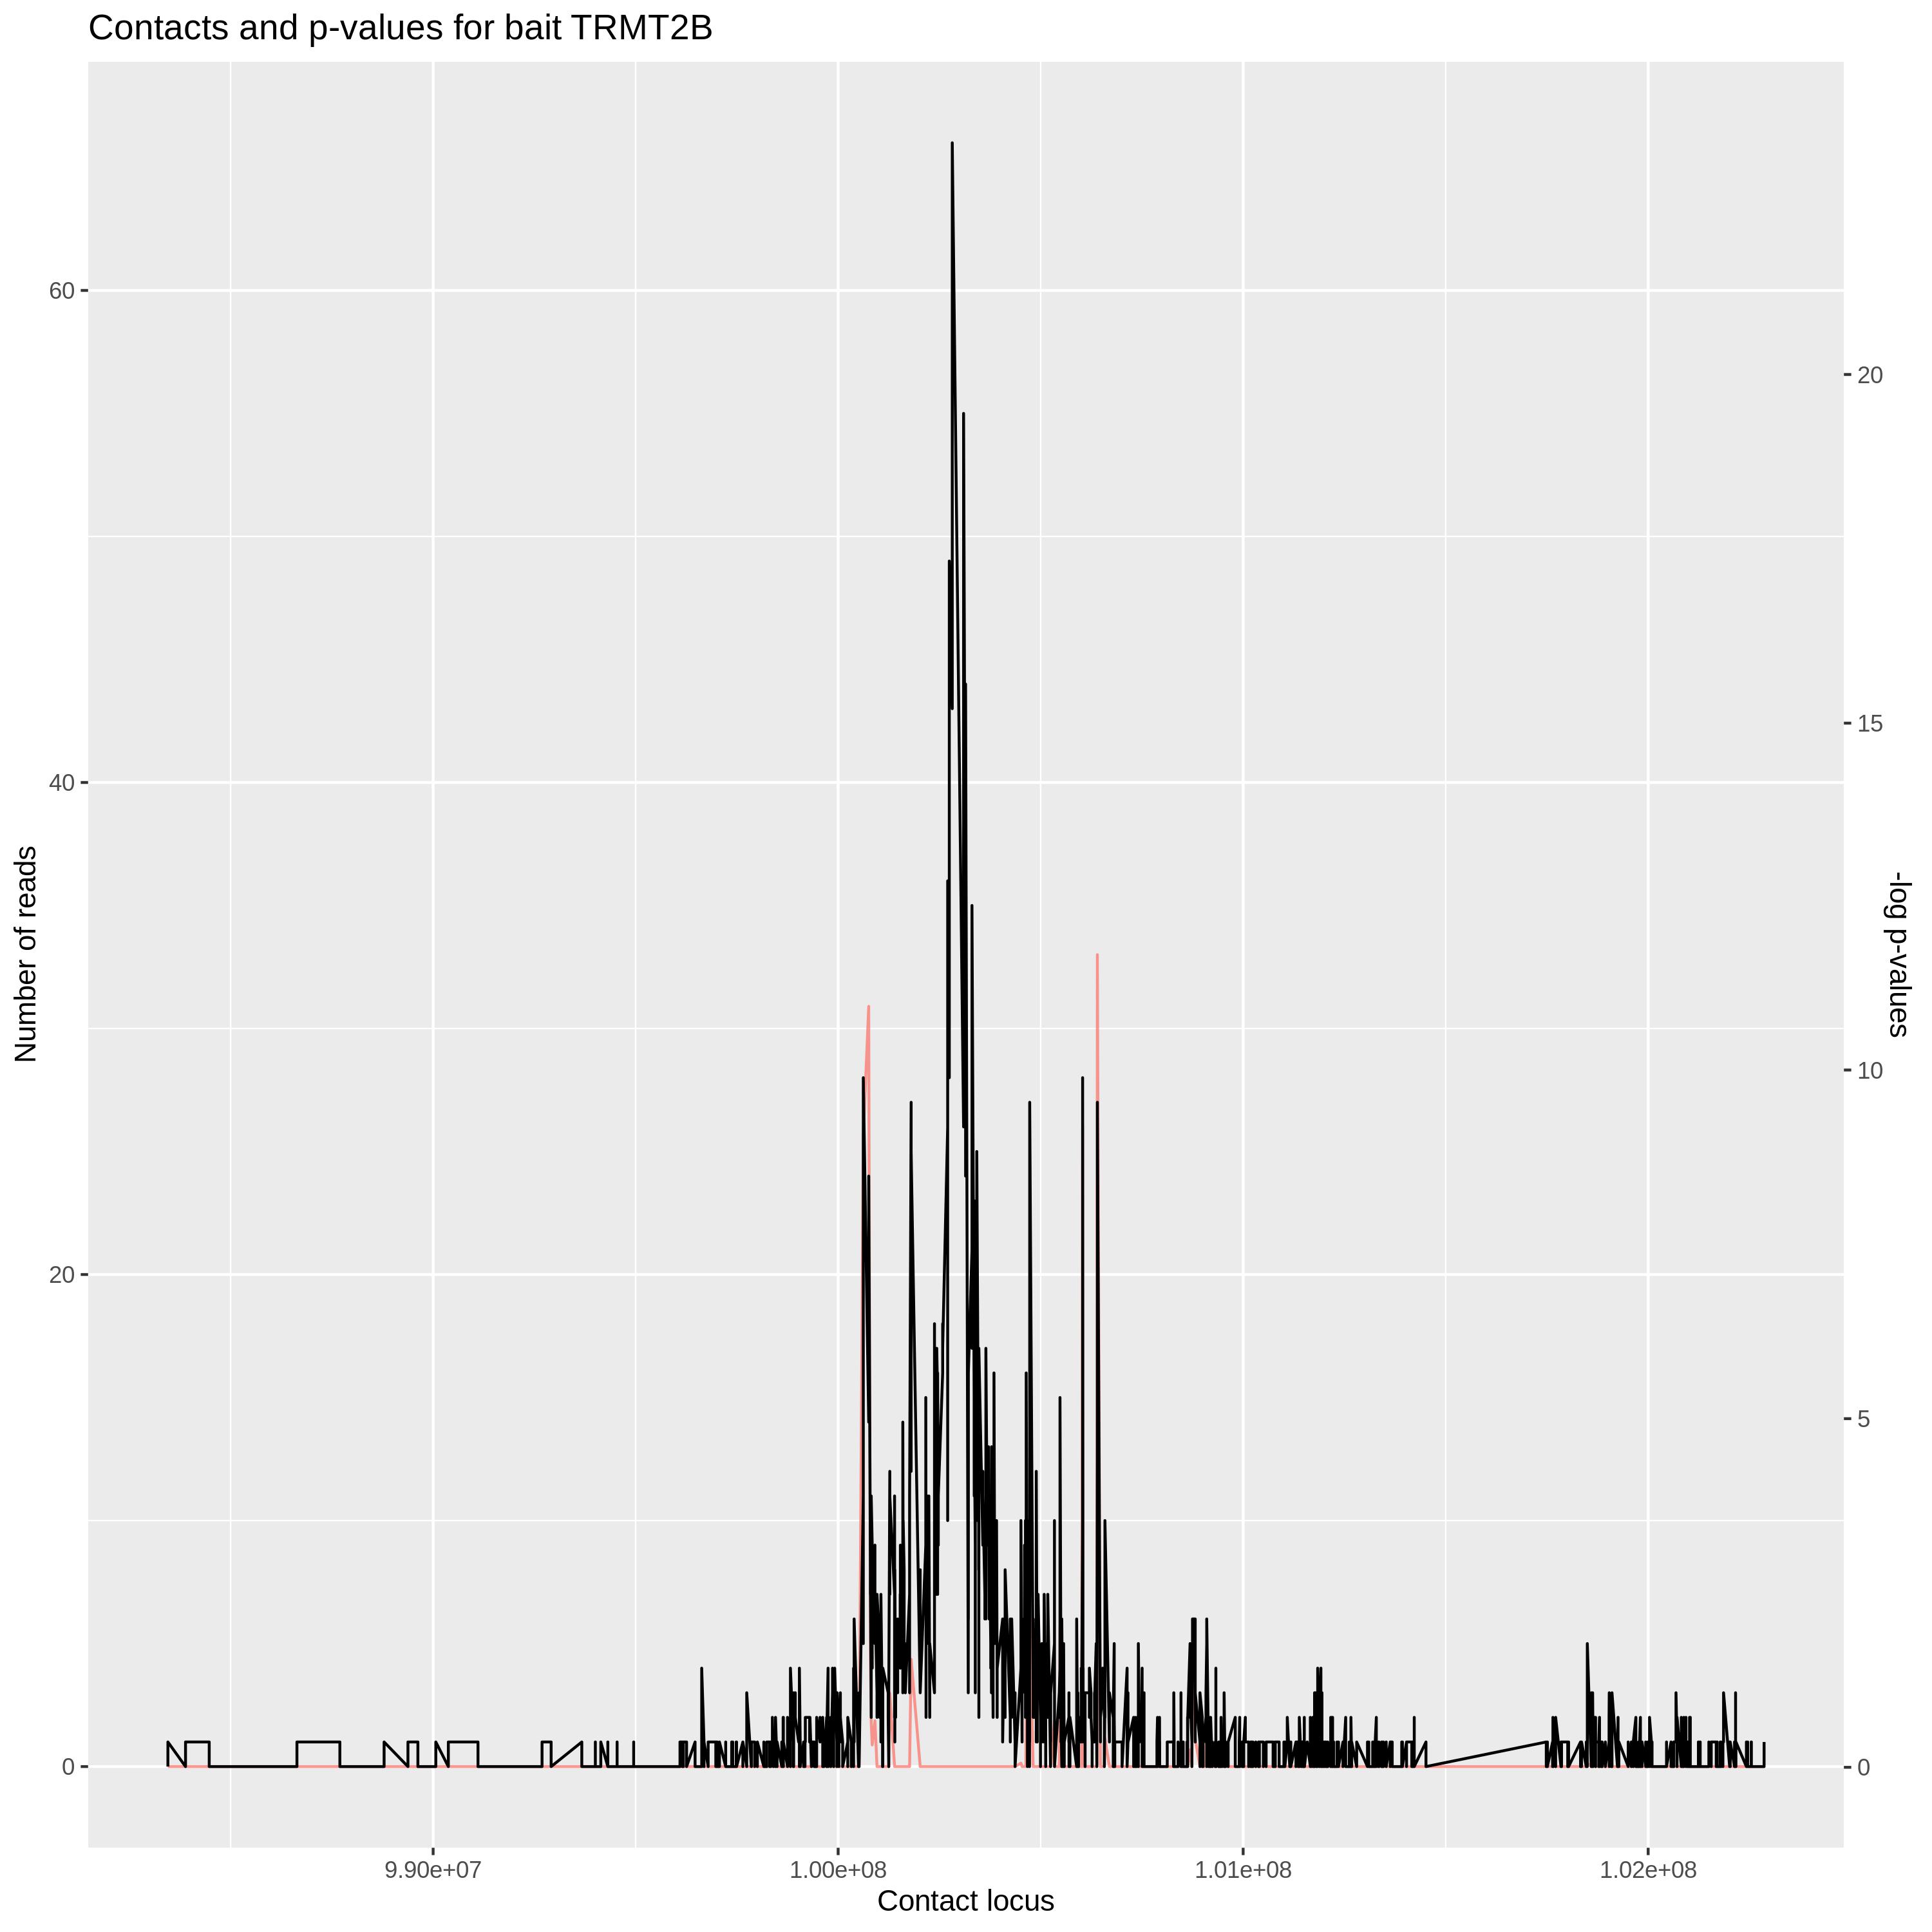 Contacts and p-values for bait TRMT2B
Number of reads
60
40
20
0
20
15
10
5
0
-log p-values
9.90e+07
1.00e+08
1.01e+08
1.02e+08
Contact locus